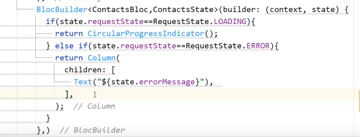 BlocBuilder<ContactsBloc,ContactsState>(builder: (context, state) {
if(state.requestState==RequestState.LOADING){
return CircularProgressIndicator();
} else if(state.requestState==RequestState.ERROR){
return Column(
children: [
Text("${state.errorMessage}"),
],
); // Column
}
},) // BlocBuilder